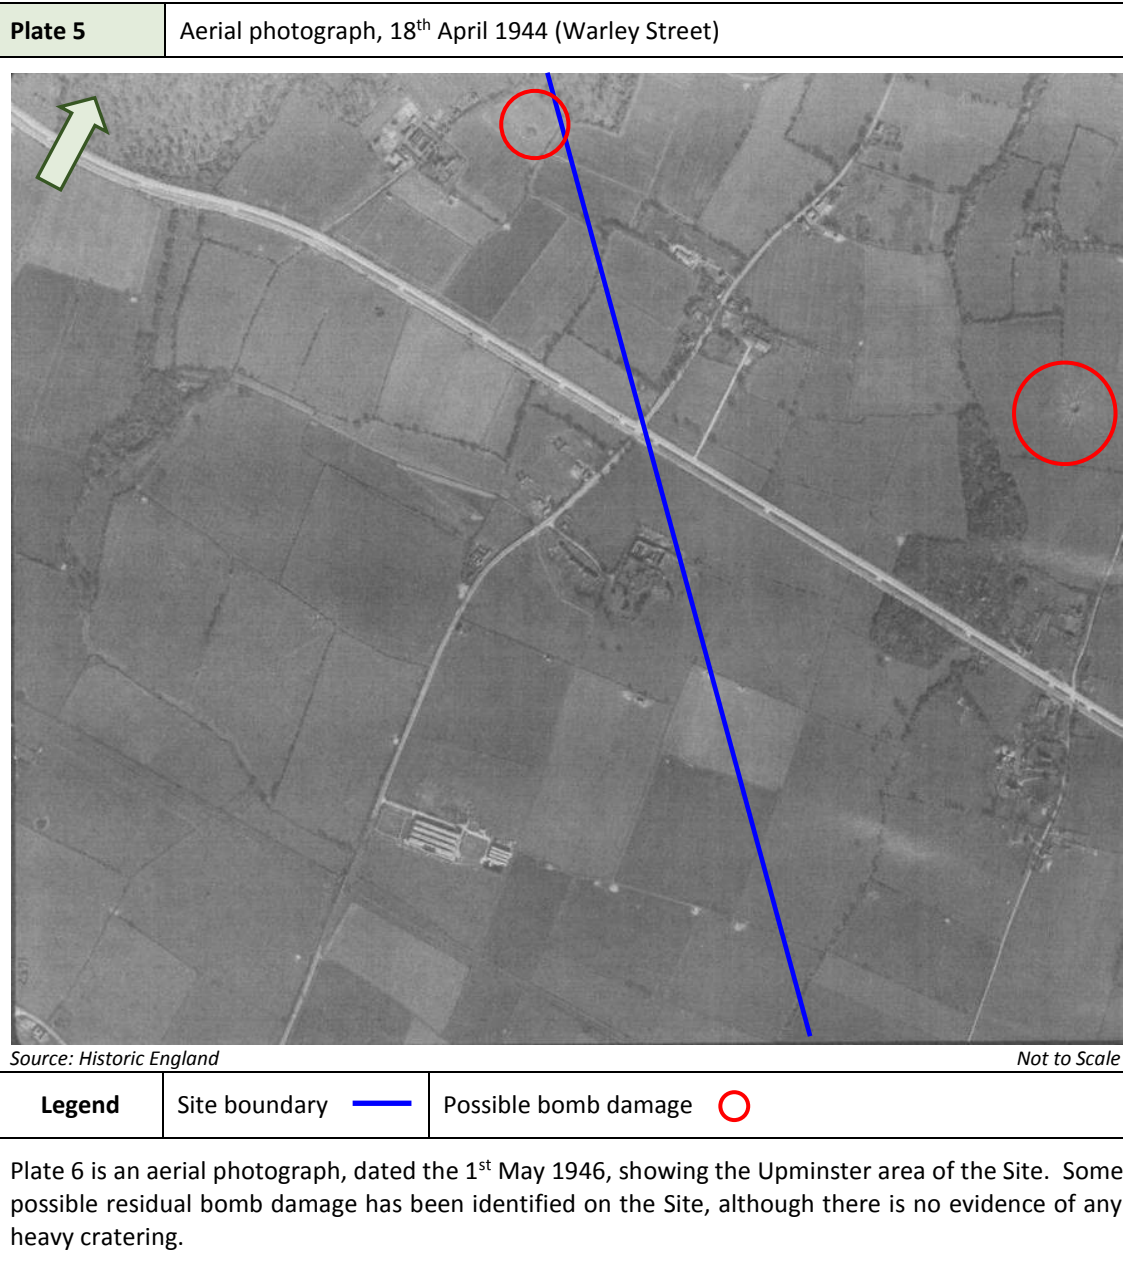 Plate 5
Aerial photograph, 18th April 1944 (Warley Street)
Source: Historic England
Not to Scale
Legend
Site boundary
Possible bomb damage
Plate 6 is an aerial photograph, dated the 1st May 1946, showing the Upminster area of the Site. Some
possible residual bomb damage has been identified on the Site, although there is no evidence of any
heavy cratering.